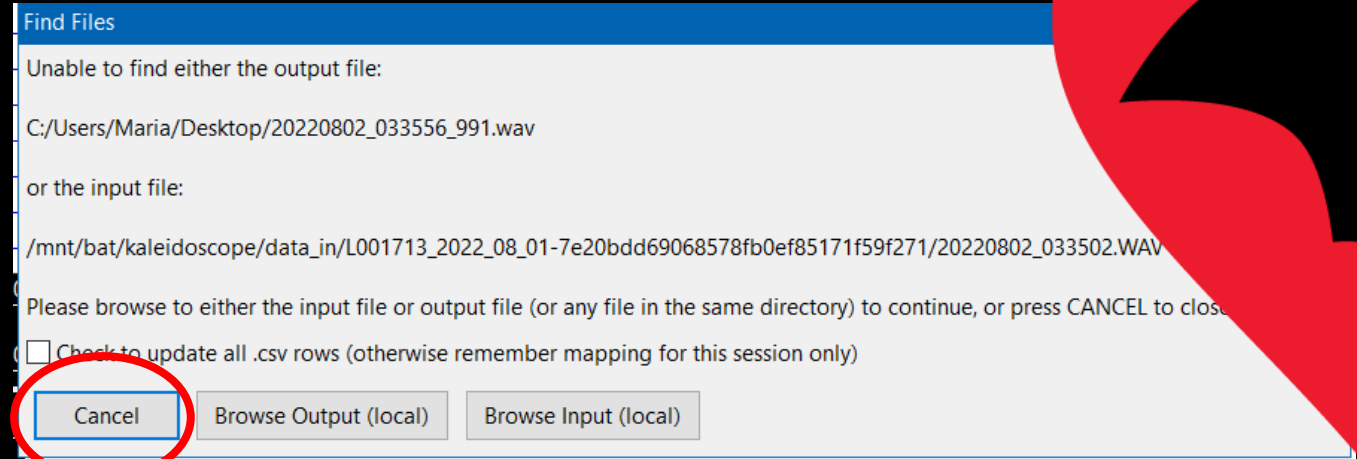 Find Files
Unable to find either the output file:
C:/Users/Maria/Desktop/20220802_033556_991.wav
or the input file:
/mnt/bat/kaleidoscope/data_in/L001713_2022_08_01-7e20bdd69068578fb0ef85171f59f271/20220802_033502.WAV
Please browse to either the input file or output file (or any file in the same directory) to continue, or press CANCEL to close
Check to update all .csv rows (otherwise remember mapping for this session only)
Cancel Browse Output (local) Browse Input (local)